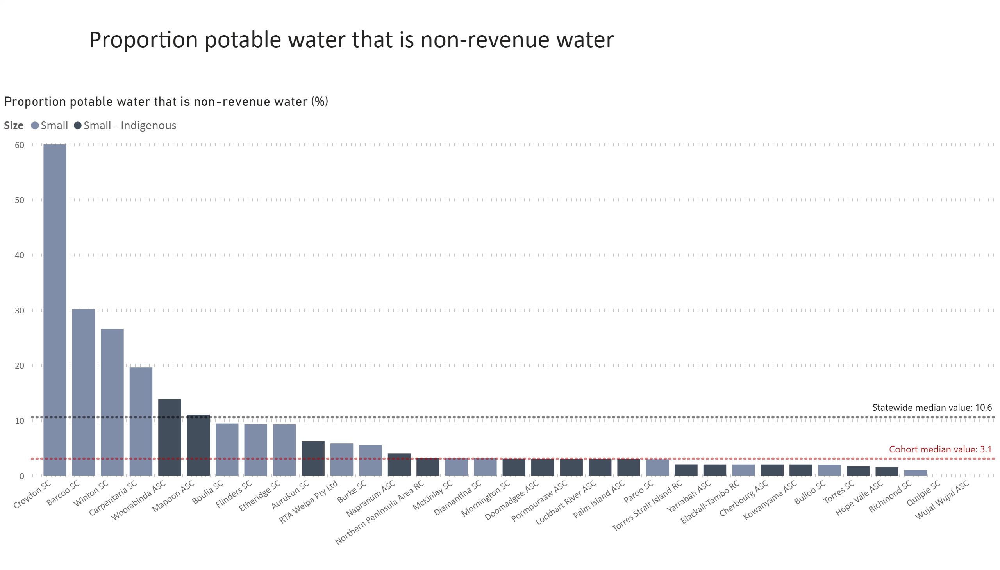 Proportion potable water that is non-revenue water
Proportion potable water that is non-revenue water (%)
Size Small Small - Indigenous
60
50
40
30
20
10
0
Statewide median value: 10.6
Cohort median value: 3.1
Croydon SC
Barcoo SC
Winton SC
Carpentaria SC
Woorabinda ASC
Mapoon ASC
Boulia SC
Flinders SC
Etheridge SC
Aurukun SC
RTA Weipa Pty Ltd
Burke SC
Napranum ASC
Northern Peninsula Area RC
McKinlay SC
Diamantina SC
Mornington SC
Doomadgee ASC
Pormpuraaw ASC
Lockhart River ASC
Palm Island ASC
Paroo SC
Torres Strait Island RC
Yarrabah ASC
Blackall-Tambo RC
Cherbourg ASC
Kowanyama ASC
Bulloo SC
Torres SC
Hope Vale ASC
Richmond SC
Quilpie SC
Wujal Wujal ASC